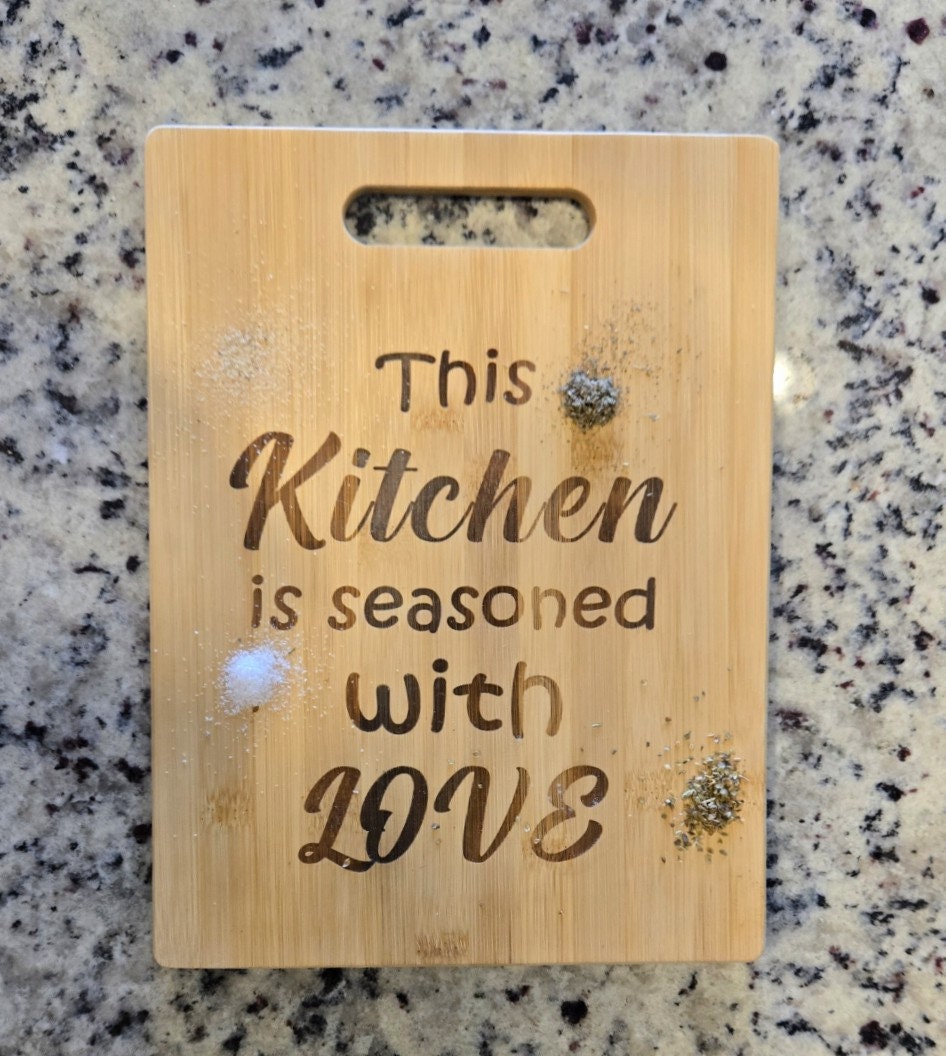 This
Kitchen
is seasoned
with
LOVE